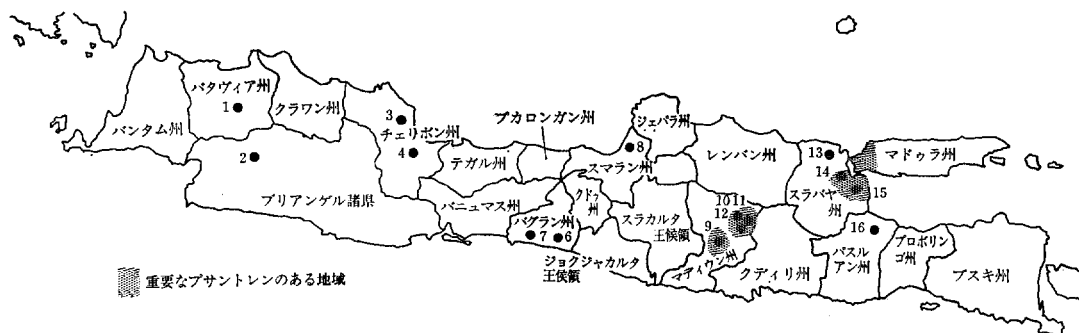 バタヴィア州
1
バンタム州
クラワン州
2
プリアンゲル諸県
3
チェリボン州
4
テガル州
プカロンガン州
バニュマス州
バグラン州
7 6
ジェパラ州
8
スマラン州
クドゥ州
ジョクジャカルタ
王侯領
スラカルタ
王侯領
レンバン州
10 11
12
9
マディウン州
クディリ州
13
14
スラバヤ州
15
マドゥラ州
16
パスルアン州
プロボリンゴ州
ブスキ州
重要なプサントレンのある地域